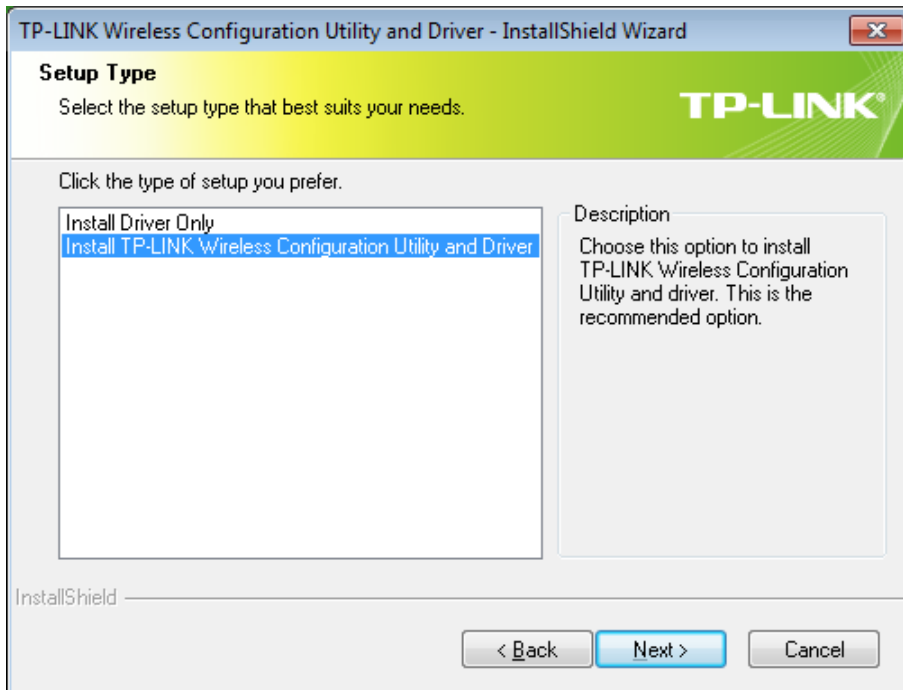 TP-LINK Wireless Configuration Utility and Driver - InstallShield Wizard
Setup Type
Select the setup type that best suits your needs.
TP-LINK®
Click the type of setup you prefer.
Install Driver Only
Install TP-LINK Wireless Configuration Utility and Driver
Description
Choose this option to install
TP-LINK Wireless Configuration
Utility and driver. This is the
recommended option.
InstallShield
< Back
Next >
Cancel